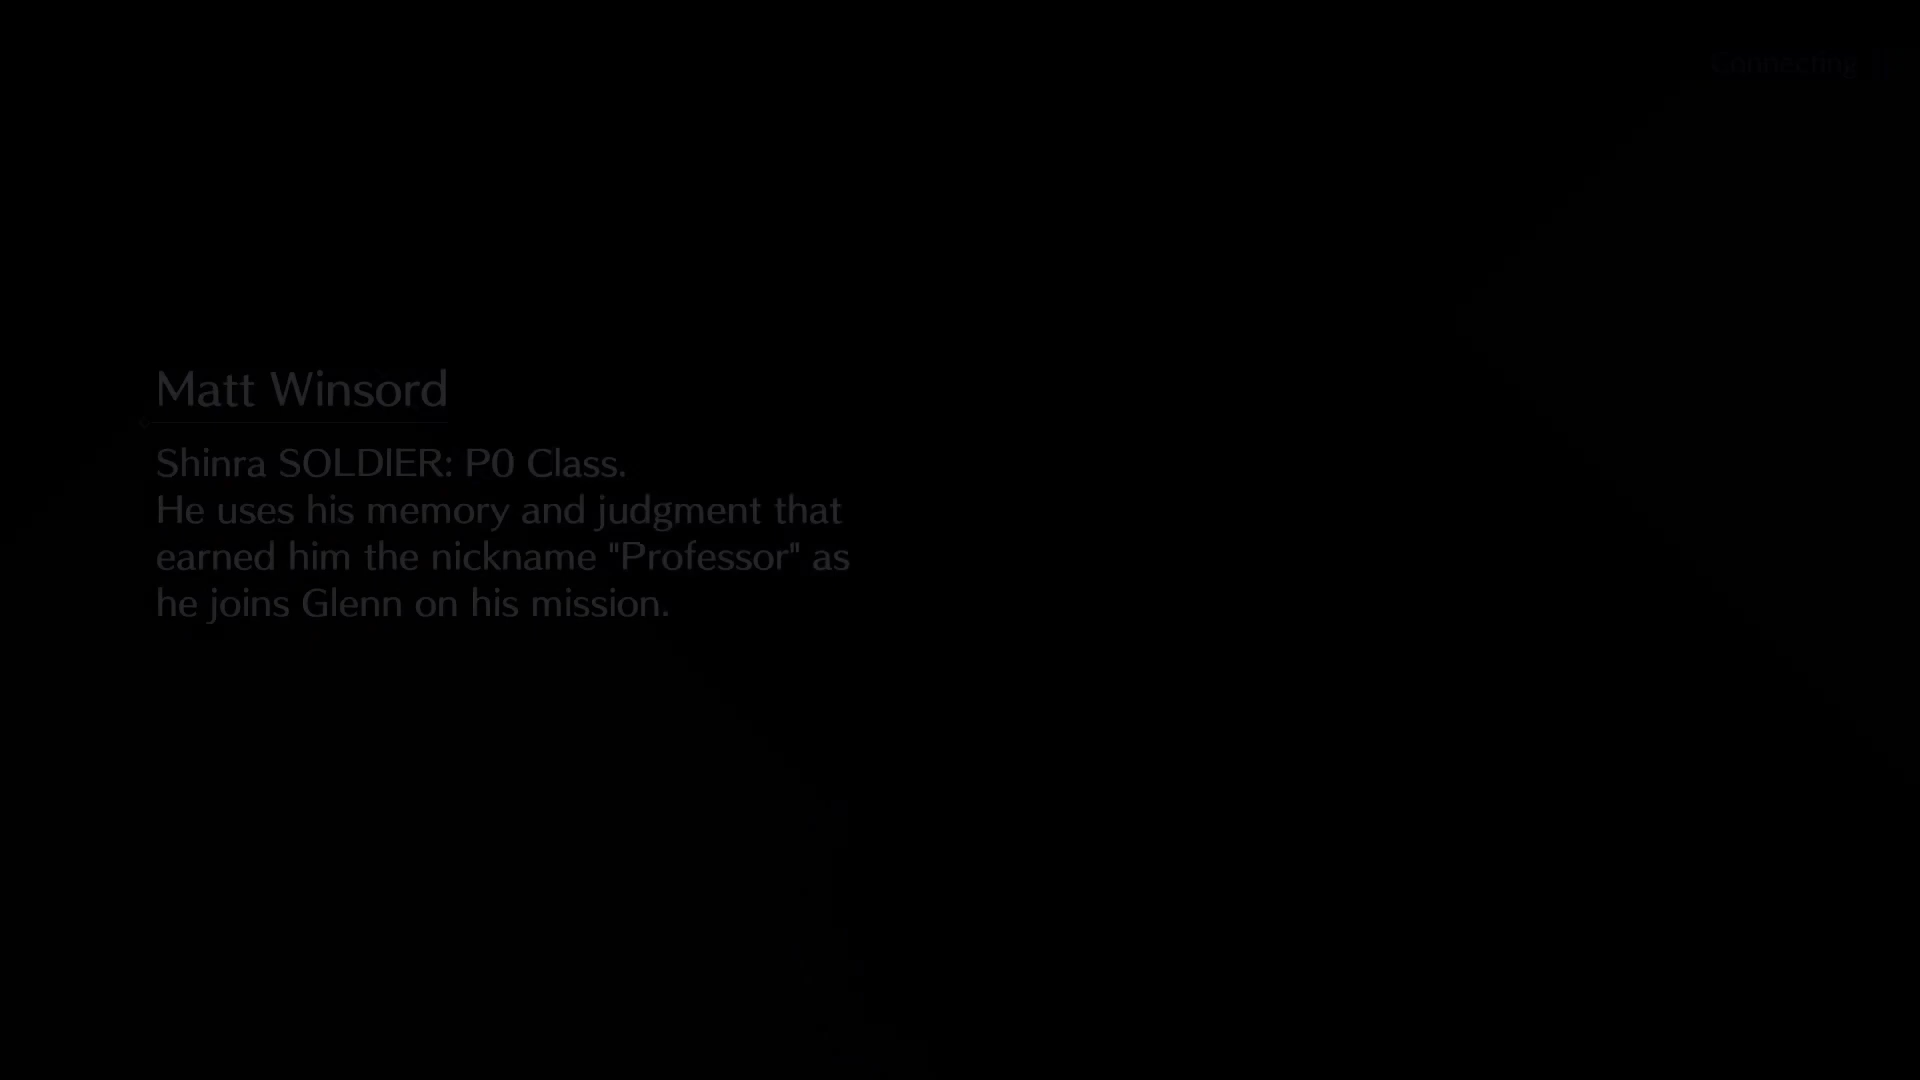 Connecting
Matt Winsord
Shinra SOLDIER: P0 Class.
He uses his memory and judgment that
earned him the nickname "Professor" as
he joins Glenn on his mission.